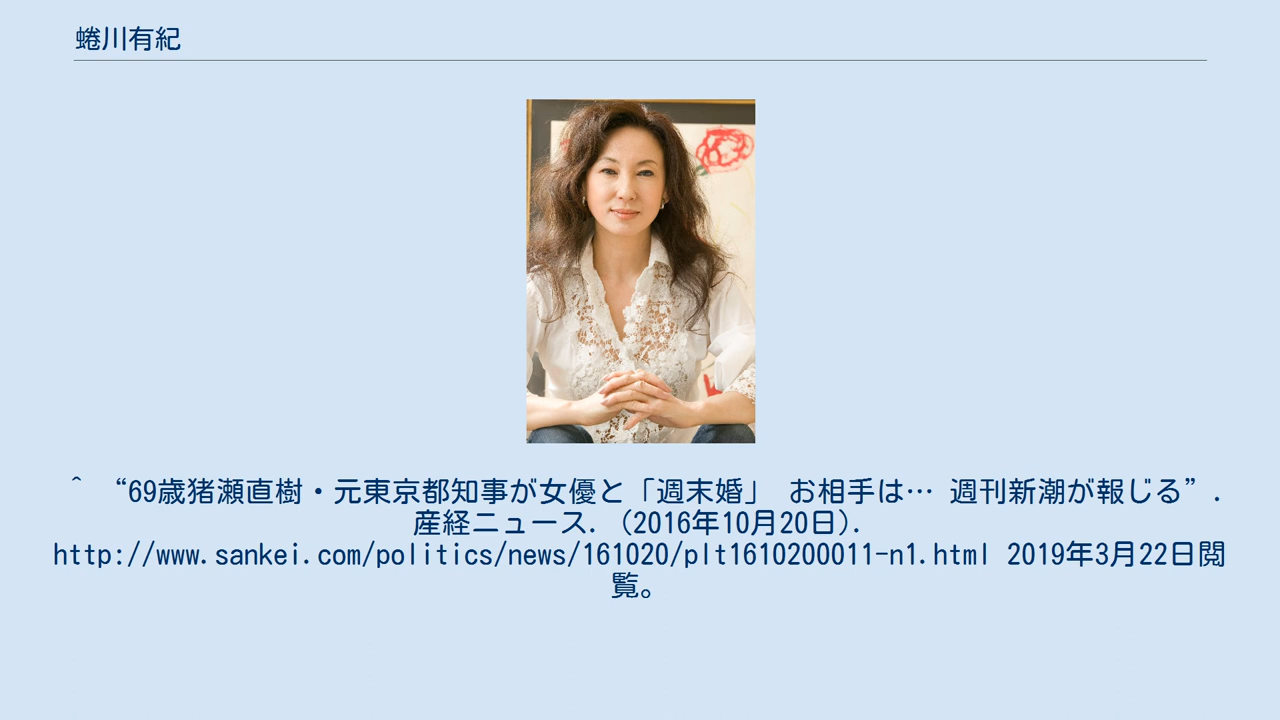 蜷川有紀
^ “69歳猪瀬直樹・元東京都知事が女優と「週末婚」 お相手は… 週刊新潮が報じる”.
産経ニュース. (2016年10月20日).
http://www.sankei.com/politics/news/161020/plt1610200011-n1.html 2019年3月22日閲
覧。